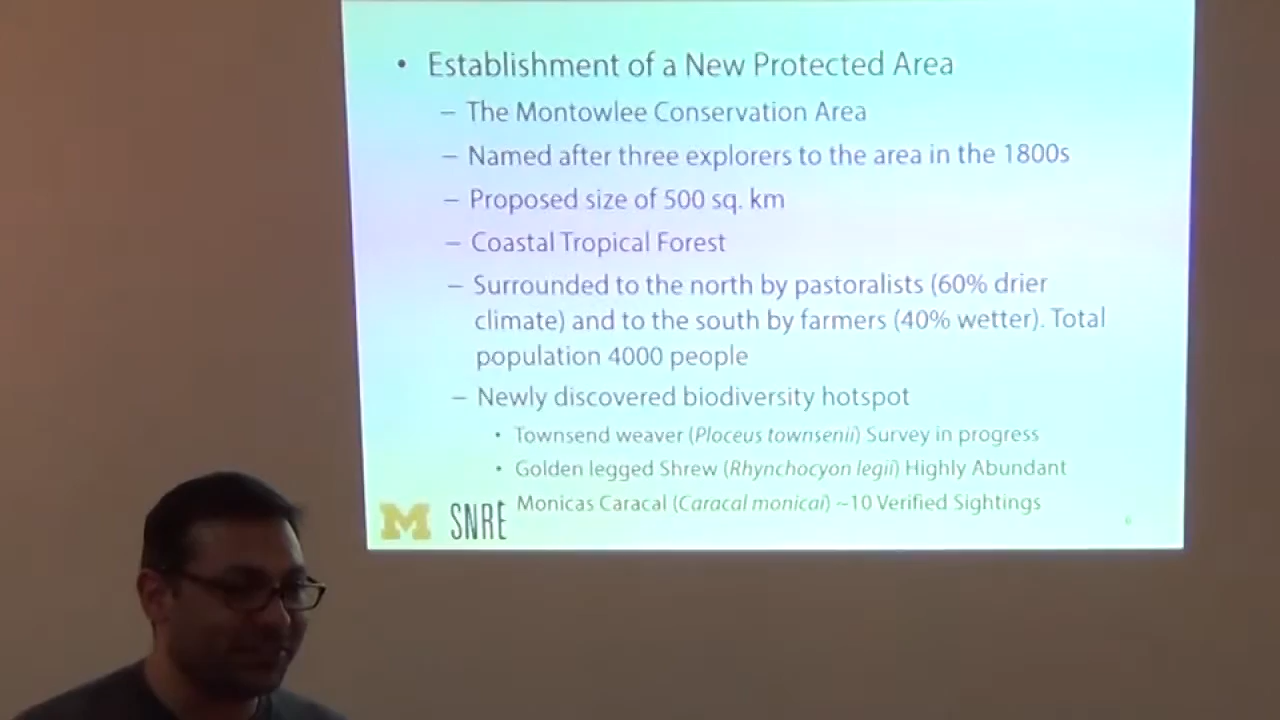 • Establishment of a New Protected Area
– The Montowlee Conservation Area
– Named after three explorers to the area in the 1800s
– Proposed size of 500 sq. km
– Coastal Tropical Forest
– Surrounded to the north by pastoralists (60% drier
climate) and to the south by farmers (40% wetter). Total
population 4000 people
– Newly discovered biodiversity hotspot
• Townsend weaver (Ploceus townsenii) Survey in progress
• Golden legged Shrew (Rhynchocyon legii) Highly Abundant
Monicas Caracal (Caracal monicai) ~10 Verified Sightings
M SNRE
6